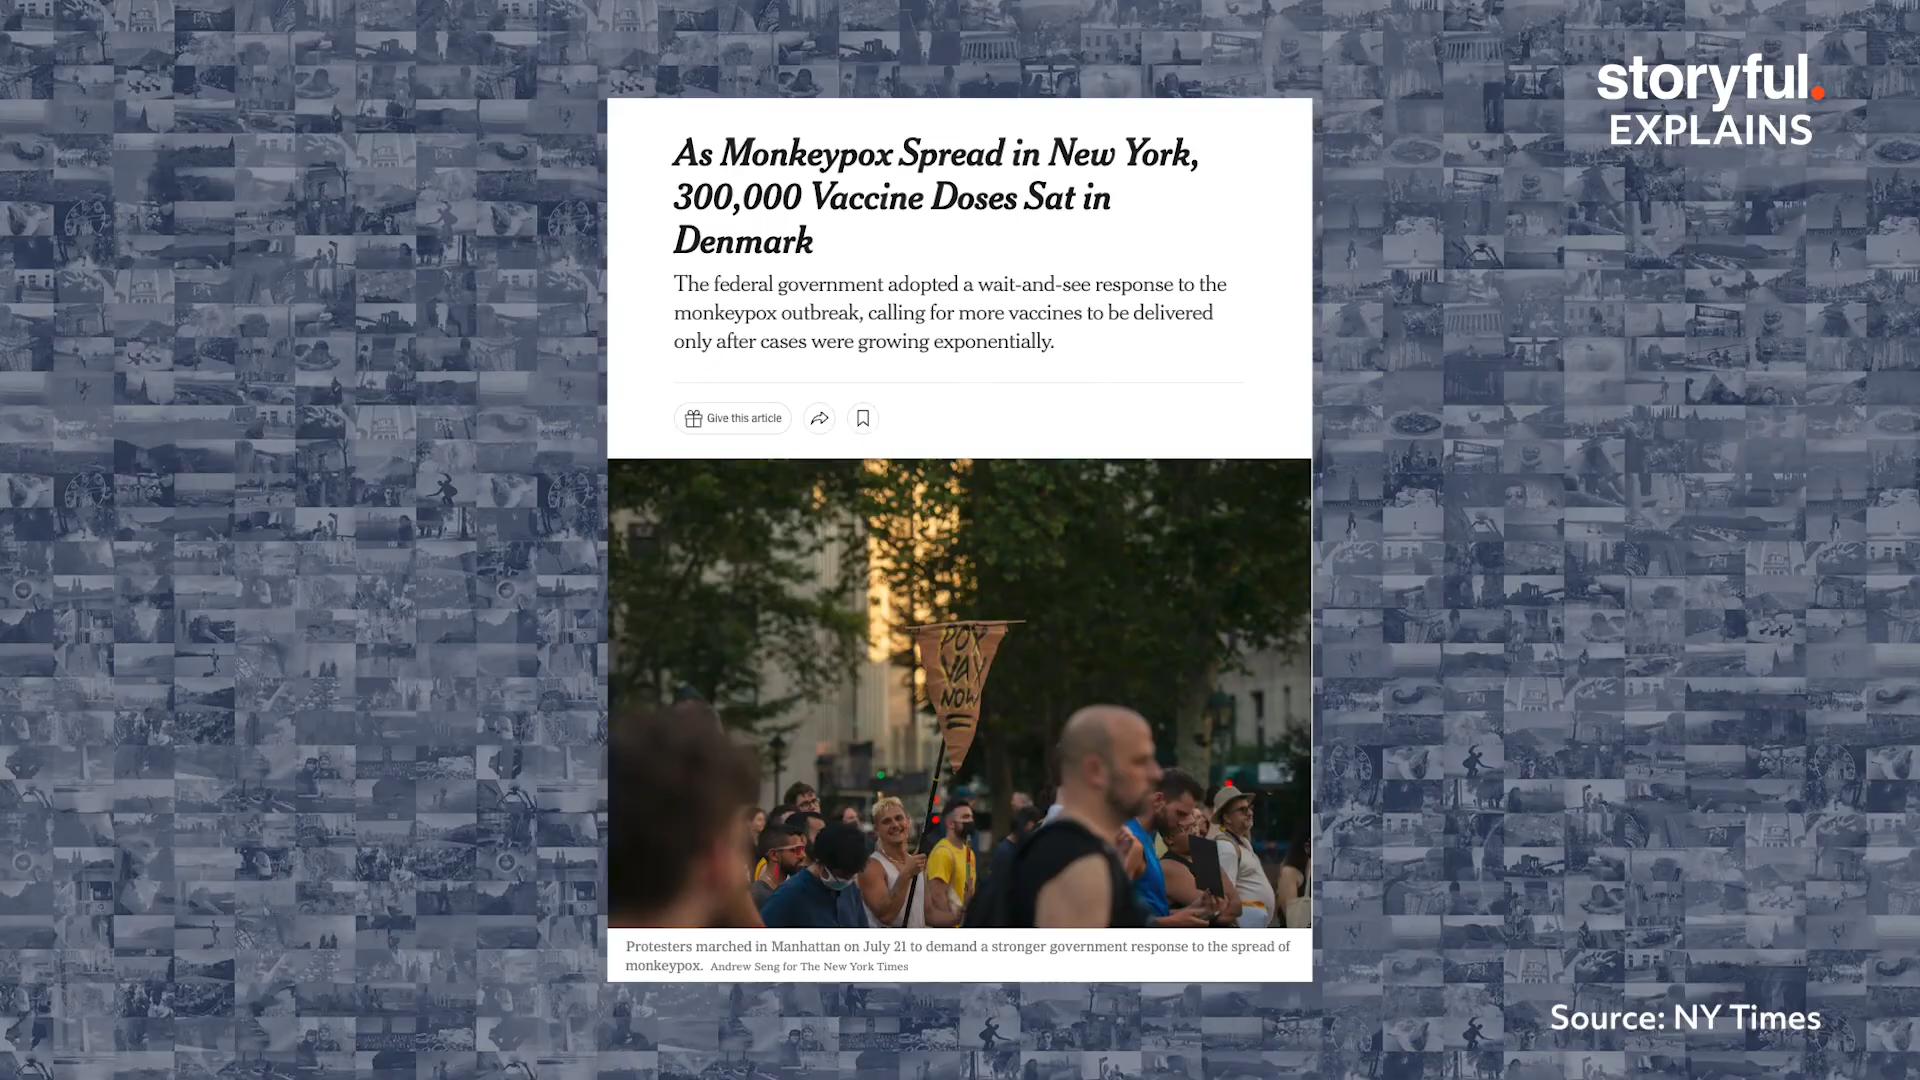 storyful.
EXPLAINS
As Monkeypox Spread in New York,
300,000 Vaccine Doses Sat in
Denmark
The federal government adopted a wait-and-see response to the
monkeypox outbreak, calling for more vaccines to be delivered
only after cases were growing exponentially.
Give this article
POX
VAX
NOW
Protesters marched in Manhattan on July 21 to demand a stronger government response to the spread of
monkeypox. Andrew Seng for The New York Times
Source: NY Times